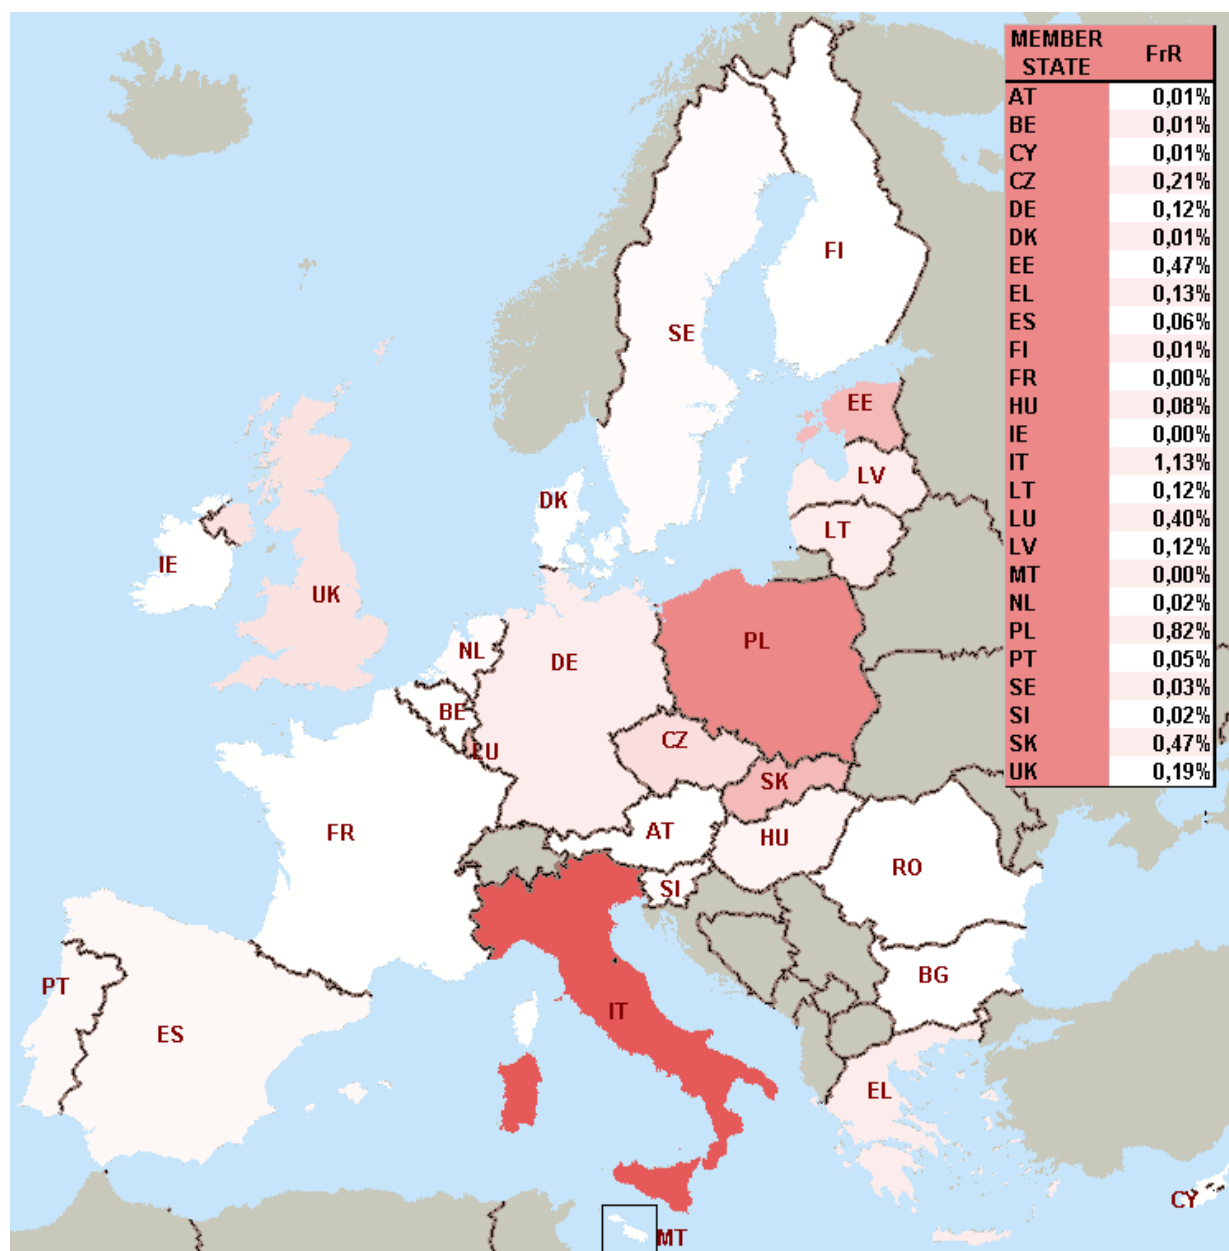 MEMBER STATE FrR
AT 0,01%
BE 0,01%
CY 0,01%
CZ 0,21%
DE 0,12%
DK 0,01%
EE 0,47%
EL 0,13%
ES 0,06%
FI 0,01%
FR 0,00%
HU 0,08%
IE 0,00%
IT 1,13%
LT 0,12%
LU 0,40%
LV 0,12%
MT 0,00%
NL 0,02%
PL 0,82%
PT 0,05%
SE 0,03%
SI 0,02%
SK 0,47%
UK 0,19%
FI
SE
EE
LV
DK
LT
IE
UK
PL
NL
DE
BE
CZ
LU
SK
FR
AT
HU
RO
SI
BG
PT
IT
ES
EL
CY
MT